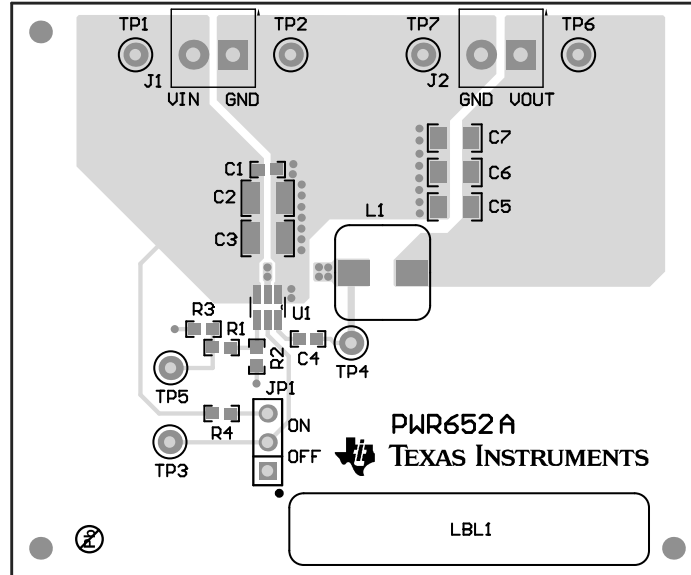 TP1
TP2
TP7
TP6
J1
J2
VIN
GND
GND
VOUT
C1
C7
C2
C6
C3
L1
C5
U1
R3
R1
R2
C4
TP5
TP4
JP1
R4
ON
PWR652A
TP3
OFF
TEXAS INSTRUMENTS
LBL1
Pb